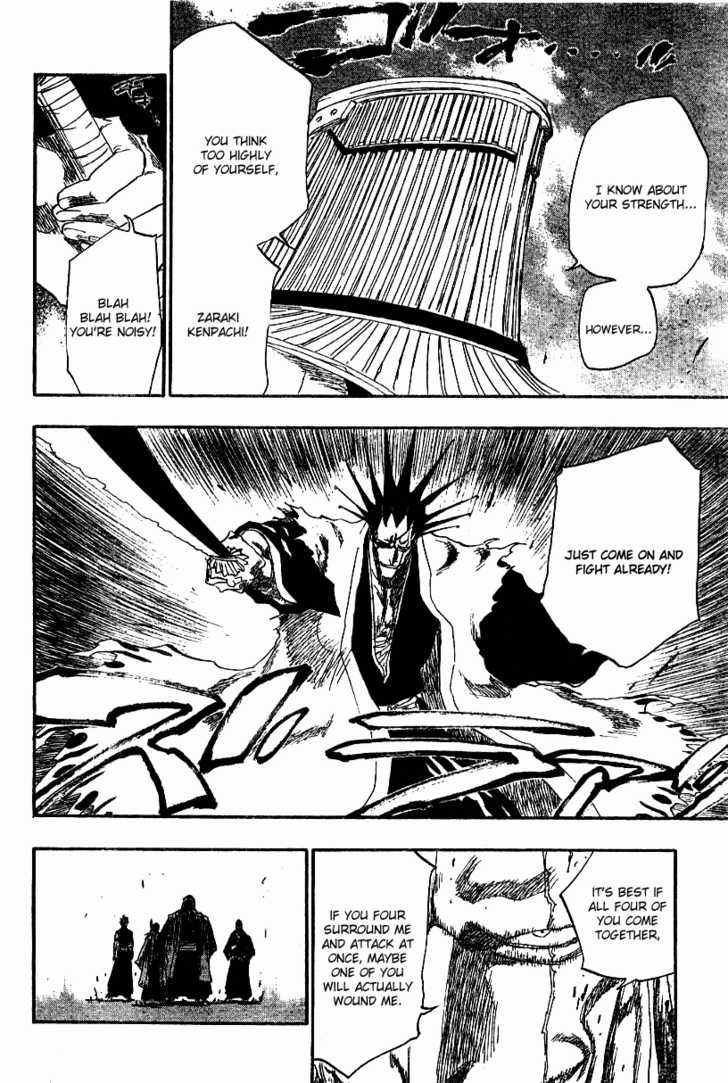 I KNOW ABOUT
YOUR STRENGTH...
HOWEVER...
YOU THINK
TOO HIGHLY
OF YOURSELF,
ZARAKI
KENPACHI!
BLAH
BLAH BLAH!
YOU'RE NOISY!
JUST COME ON AND
FIGHT ALREADY!
IT'S BEST IF
ALL FOUR OF
YOU COME
TOGETHER,
IF YOU FOUR
SURROUND ME
AND ATTACK AT
ONCE, MAYBE
ONE OF YOU
WILL ACTUALLY
WOUND ME.